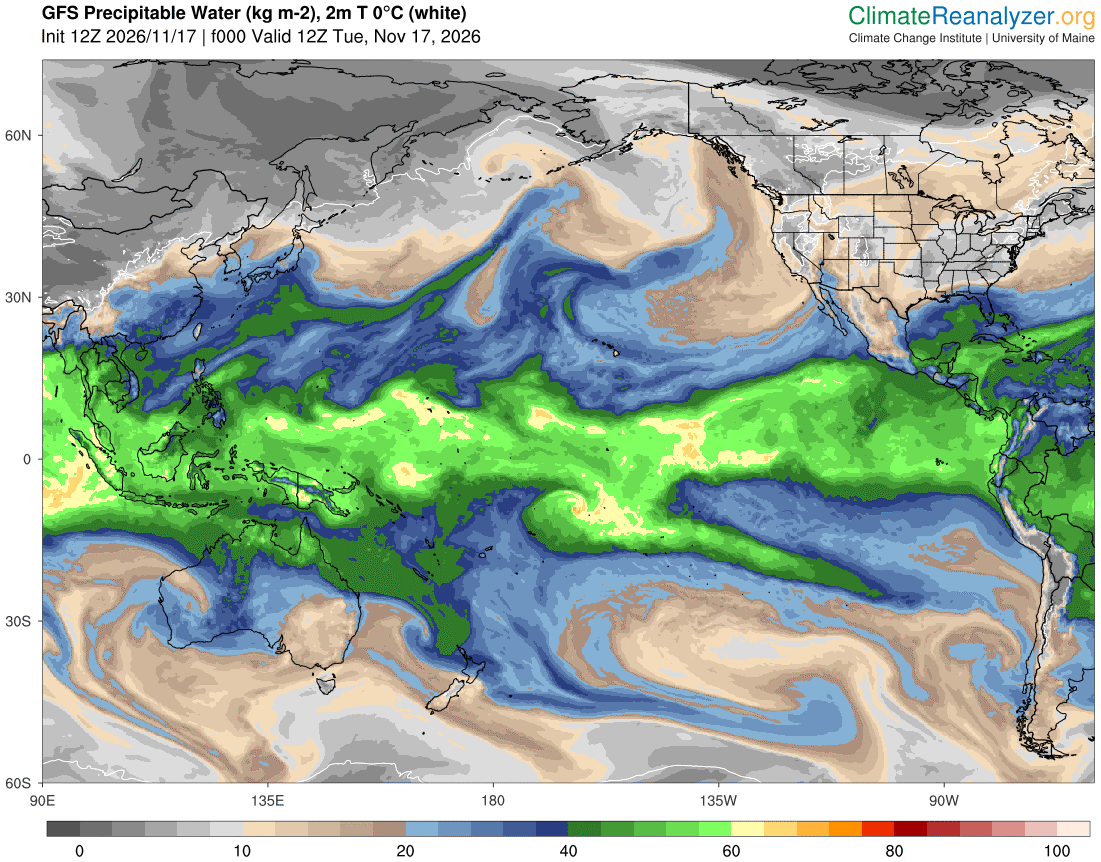 GFS Precipitable Water (kg m-2), 2m T 0°C (white)
Init 12Z 2026/11/17 | f000 Valid 12Z Tue, Nov 17, 2026
ClimateReanalyzer.org
Climate Change Institute | University of Maine
60N
30N
0
30S
60S
90E 135E 180 135W 90W
0 10 20 40 60 80 100